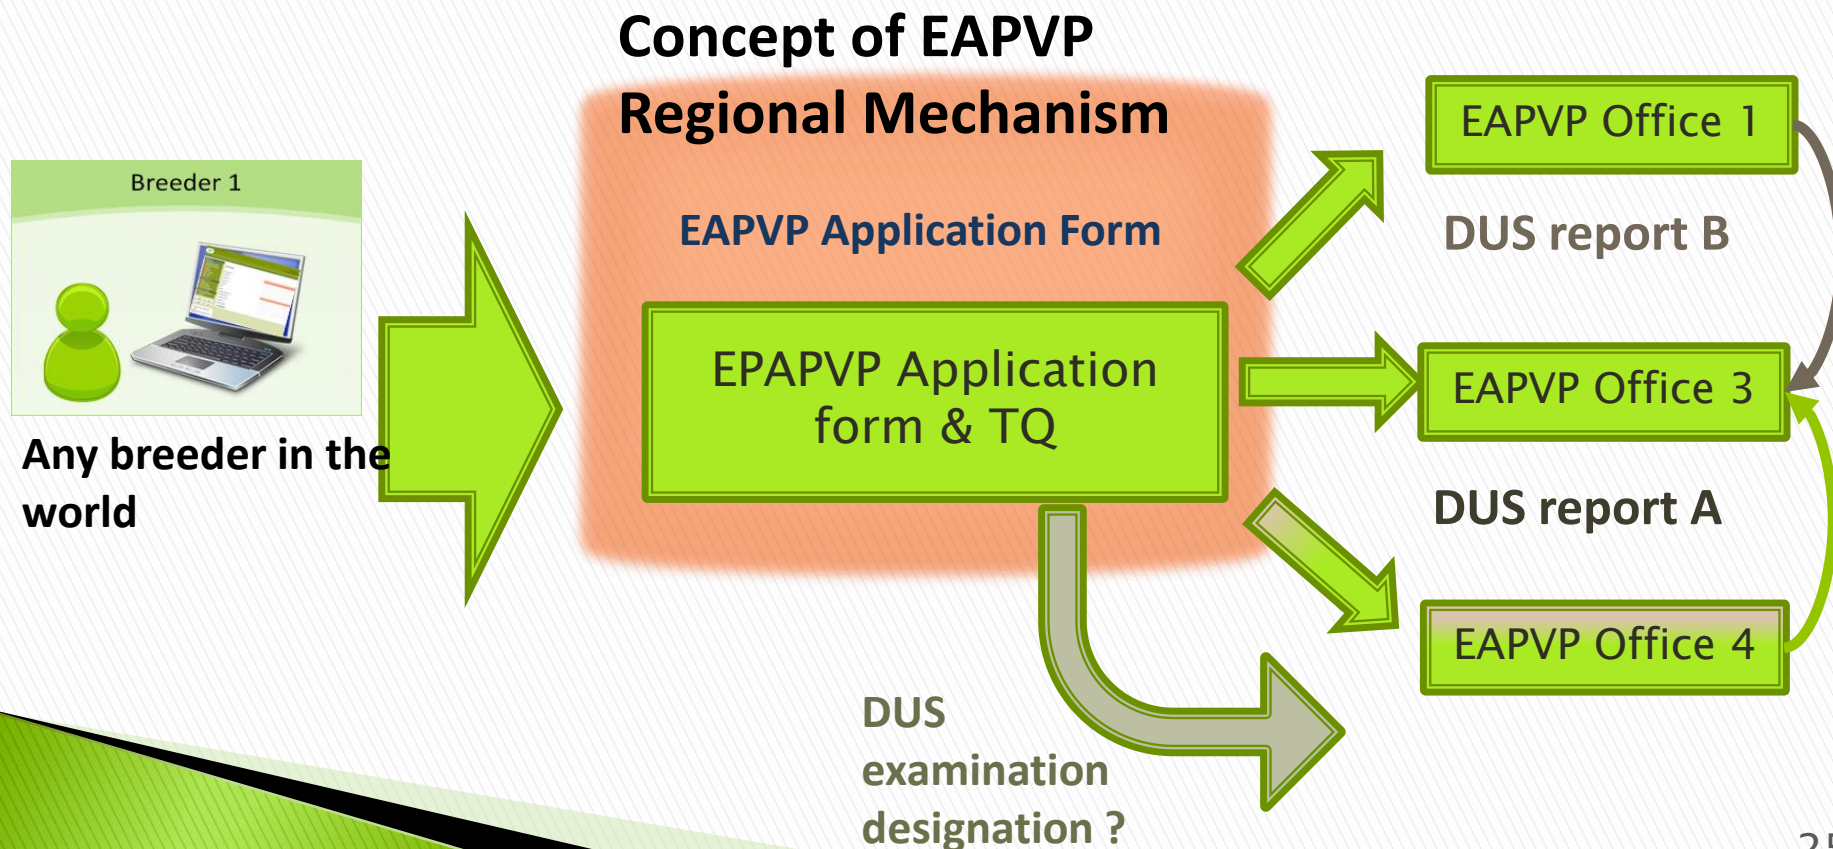 Concept of EAPVP
Regional Mechanism
Breeder 1
Any breeder in the
world
EAPVP Application Form
EPAPVP Application
form & TQ
EAPVP Office 1
DUS report B
EAPVP Office 3
DUS report A
EAPVP Office 4
DUS
examination
designation ?